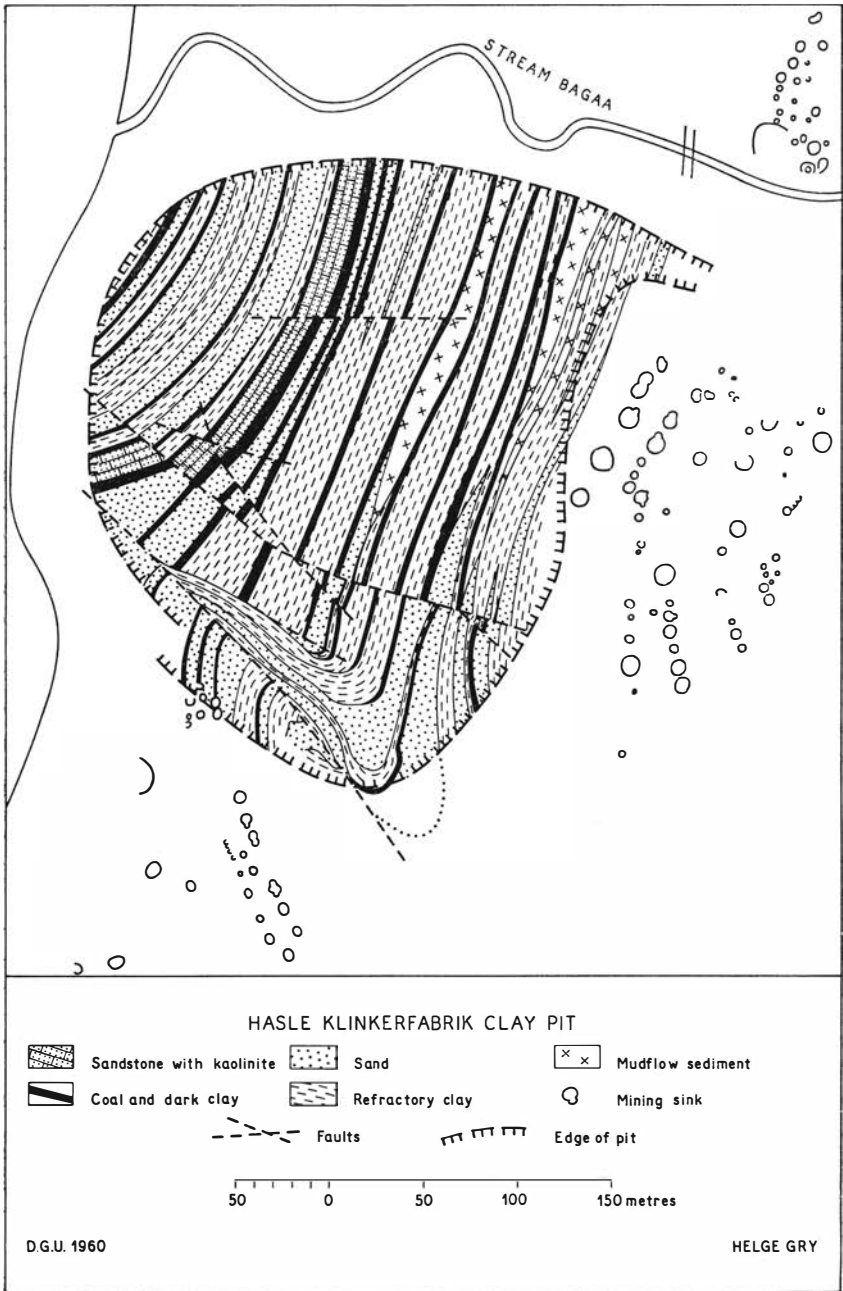 STREAM BAGAA
HASLE KLINKERFABRIK CLAY PIT
Sandstone with kaolinite Sand Mudflow sediment
Coal and dark clay Refractory clay Mining sink
Faults Edge of pit
50 0 50 100 150 metres
D.G.U. 1960 HELGE GRY